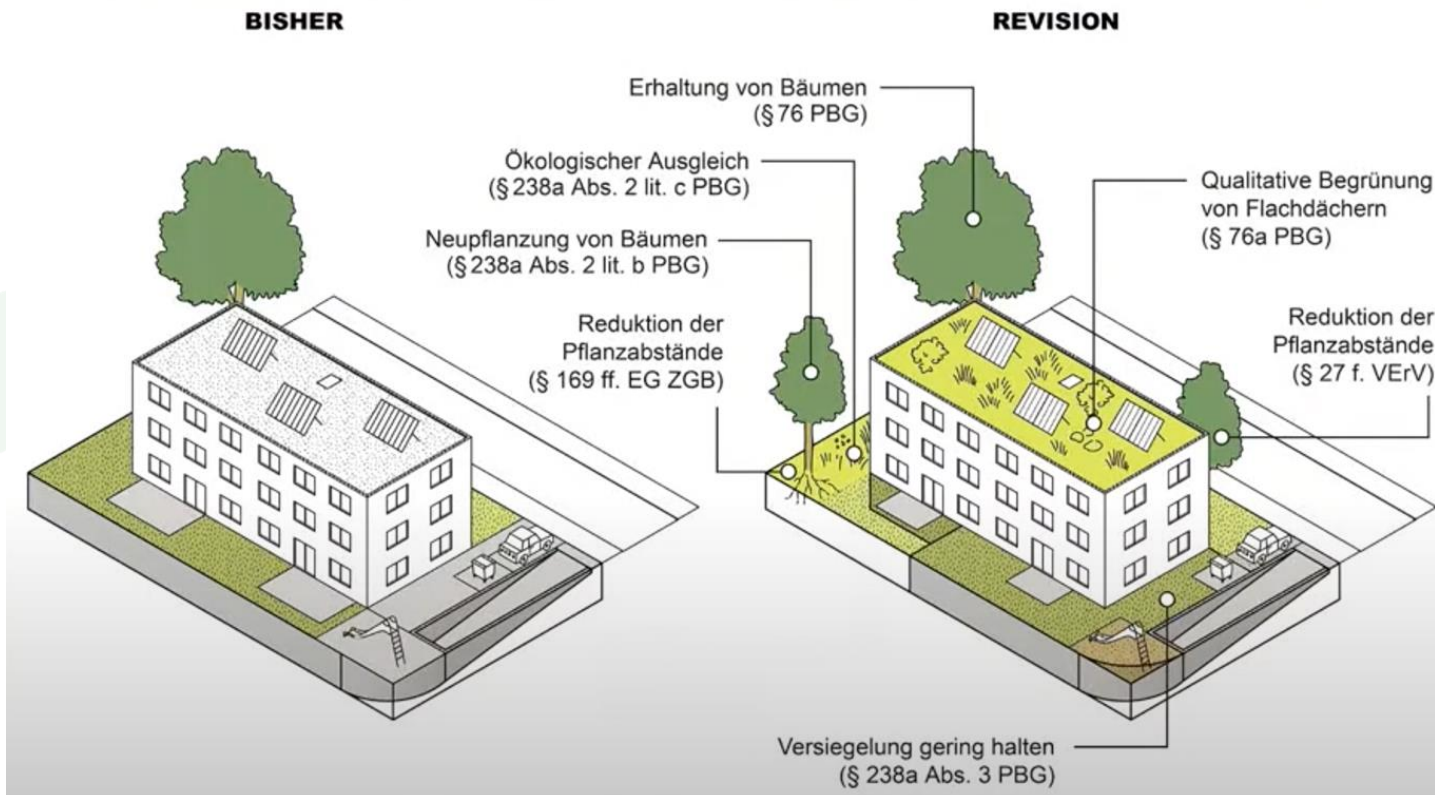 BISHER
REVISION
Erhaltung von Bäumen
(§ 76 PBG)
Ökologischer Ausgleich
(§ 238a Abs. 2 lit. c PBG)
Neupflanzung von Bäumen
(§ 238a Abs. 2 lit. b PBG)
Reduktion der
Pflanzabstände
(§ 169 ff. EG ZGB)
Qualitative Begrünung
von Flachdächern
(§ 76a PBG)
Reduktion der
Pflanzabstände
(§ 27 f. VErV)
Versiegelung gering halten
(§ 238a Abs. 3 PBG)